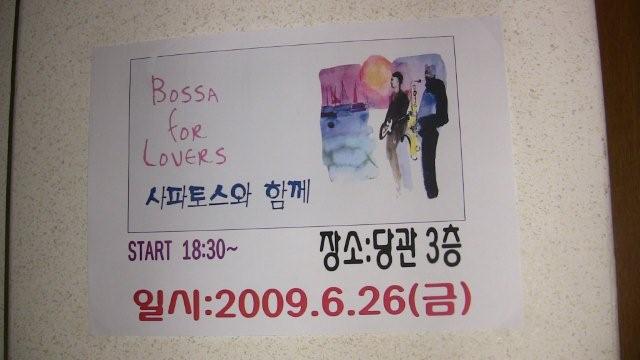 BOSSA
for
LOVERS
사파토스와 함께
START 18:30~
장소:당관 3층
일시:2009.6.26(금)